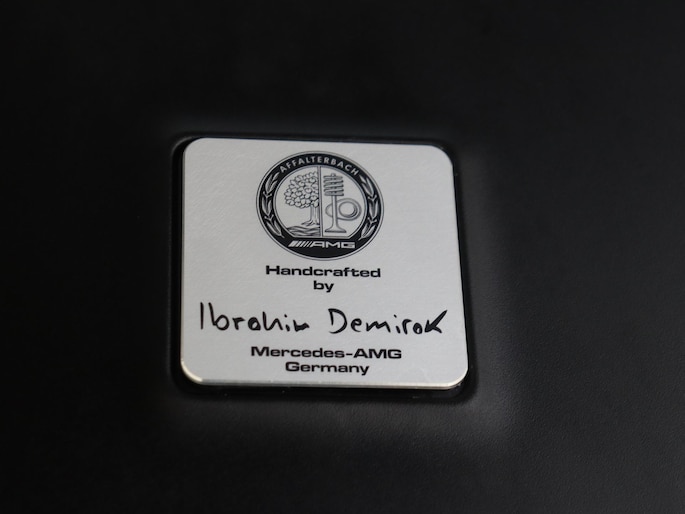 AFFALTERBACH
AMG
Handcrafted
by
Ibrahim Demirok
Mercedes-AMG
Germany